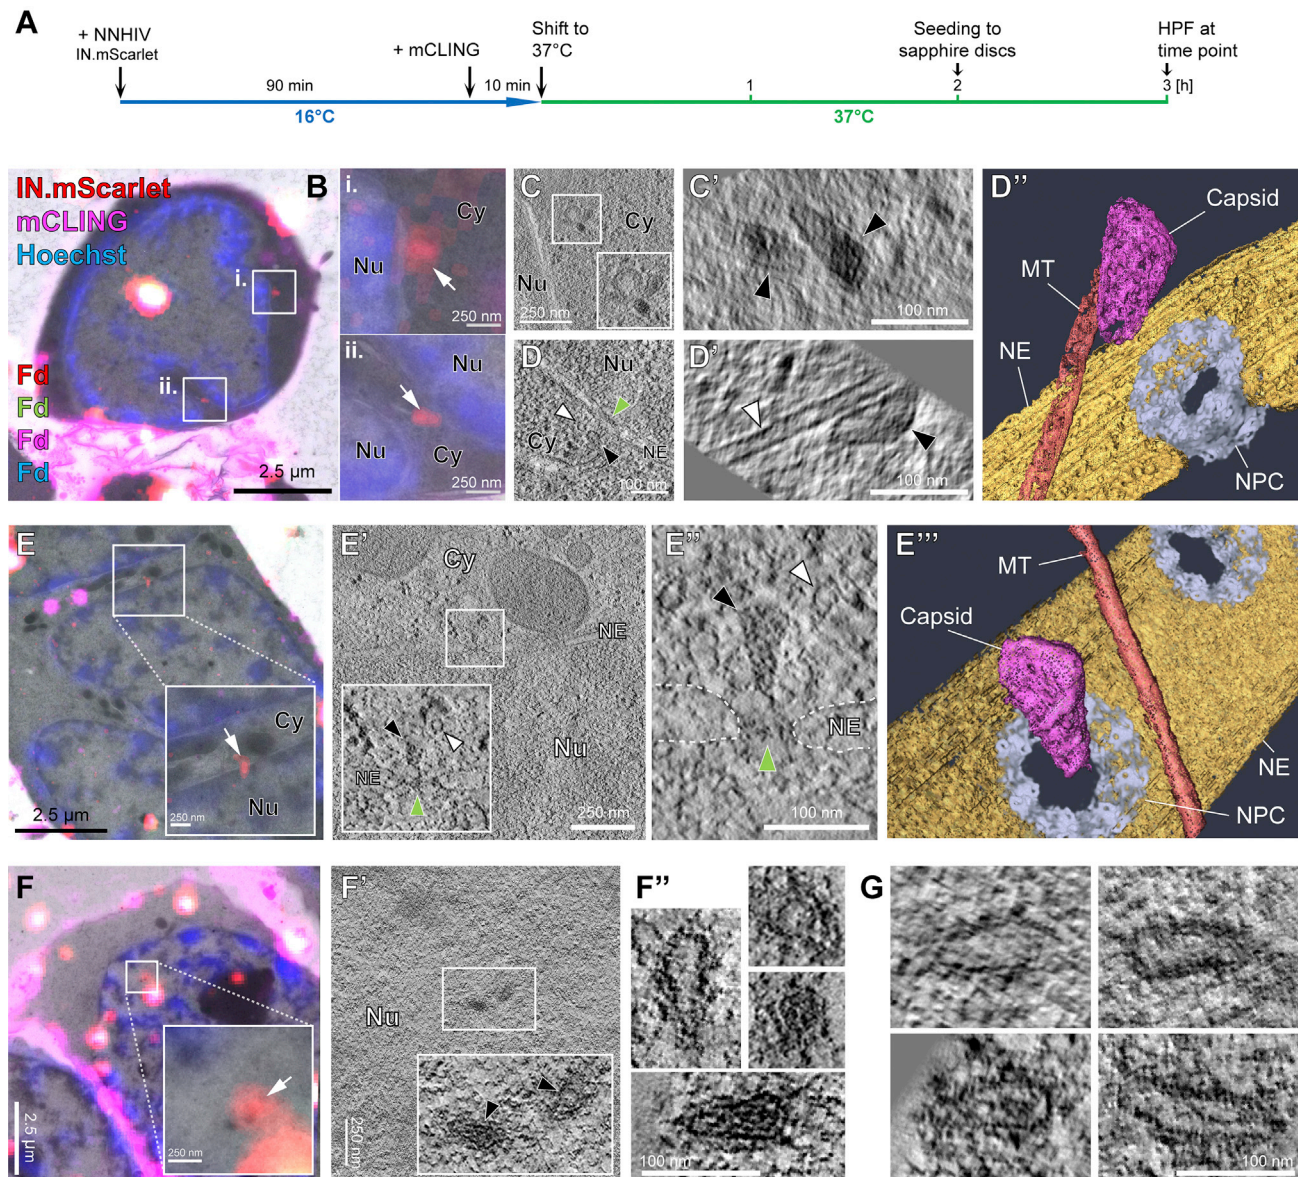 A
+ NNHIV
IN.mScarlet
+ mCLING
Shift to
37°C
Seeding to
sapphire discs
HPF at
time point
90 min
10 min
1
2
3 [h]
16°C
37°C
IN.mScarlet
mCLING
Hoechst
B
i.
ii.
Fd
Fd
Fd
Fd
2.5 µm
i.
Cy
Nu
250 nm
ii.
Nu
Nu
Cy
250 nm
C
Cy
Nu
250 nm
C'
100 nm
D
Nu
Cy
NE
100 nm
D'
100 nm
D''
Capsid
MT
NE
NPC
E
2.5 µm
Cy
Nu
250 nm
E'
Cy
NE
NE
Nu
250 nm
E''
NE
100 nm
E'''
MT
Capsid
NE
NPC
F
2.5 µm
250 nm
F'
Nu
250 nm
F''
100 nm
G
100 nm